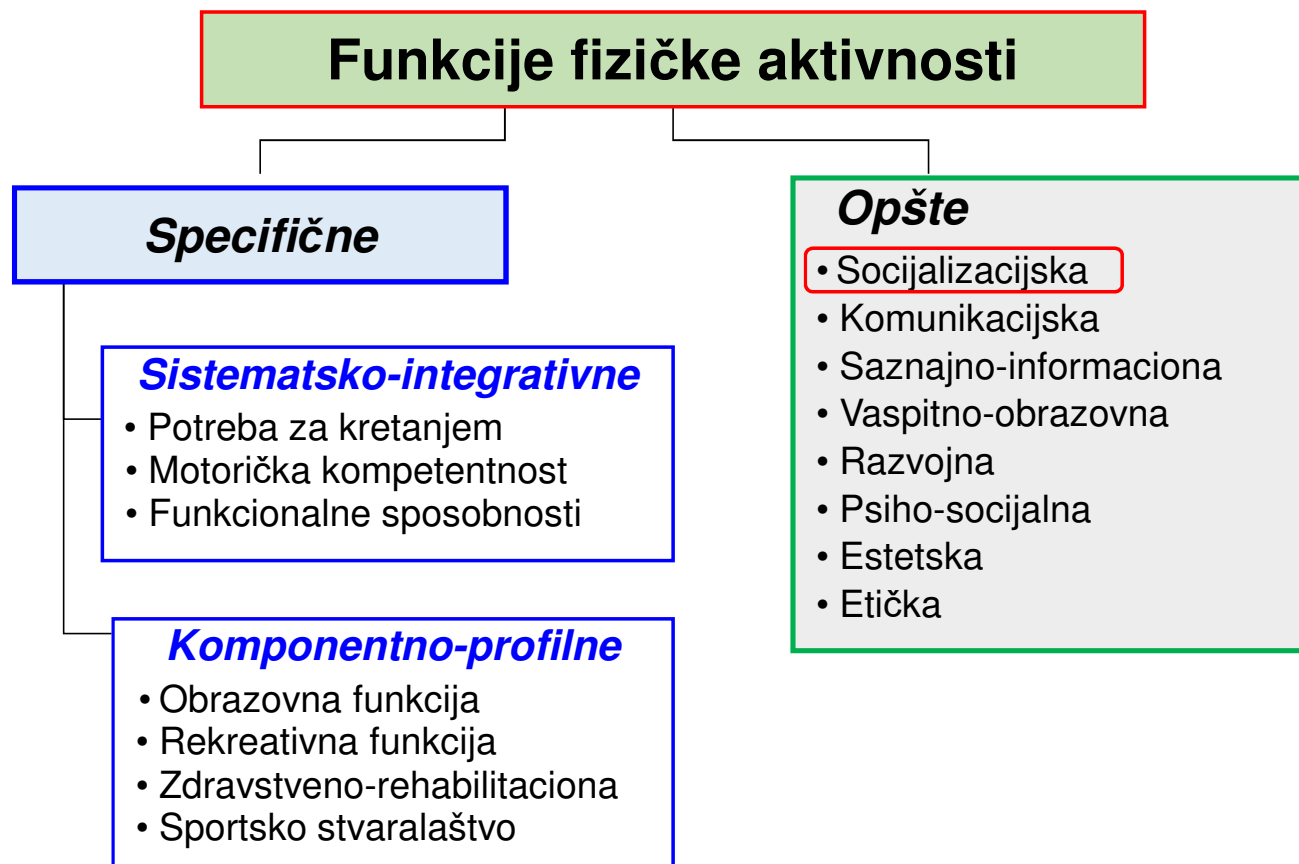 Funkcije fizičke aktivnosti
Specifične
Sistematsko-integrativne
• Potreba za kretanjem
• Motorička kompetentnost
• Funkcionalne sposobnosti
Komponentno-profilne
• Obrazovna funkcija
• Rekreativna funkcija
• Zdravstveno-rehabilitaciona
• Sportsko stvaralaštvo
Opšte
• Socijalizacijska
• Komunikacijska
• Saznajno-informaciona
• Vaspitno-obrazovna
• Razvojna
• Psiho-socijalna
• Estetska
• Etička